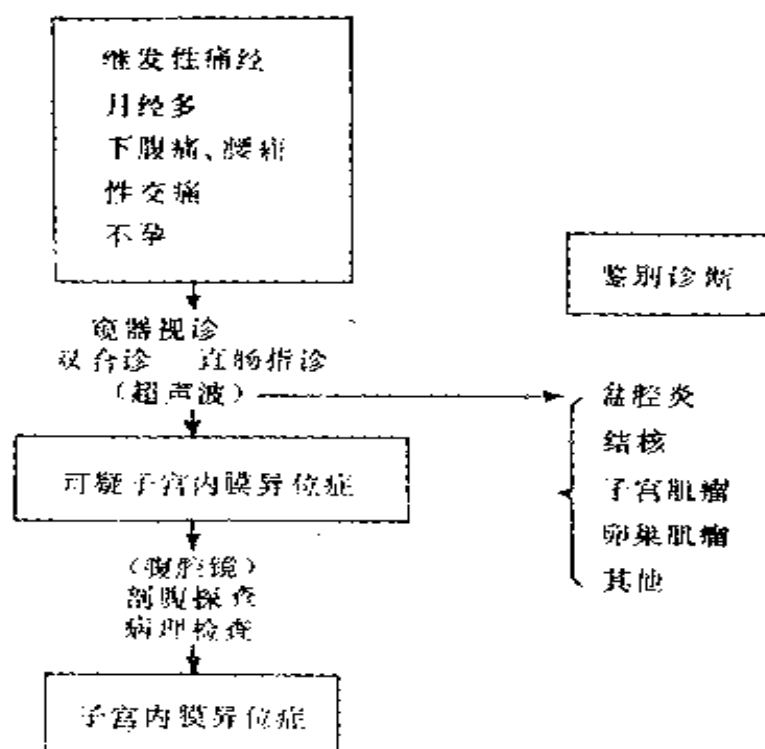 继发性痛经
月经多
下腹痛、腰痛
性交痛
不孕
窥器视诊
双合诊 直肠指诊
(超声波)
可疑子宫内膜异位症
(腹腔镜)
剖腹探查
病理检查
子宫内膜异位症
鉴别诊断
盆腔炎
结核
子宫肌瘤
卵巢肌瘤
其他